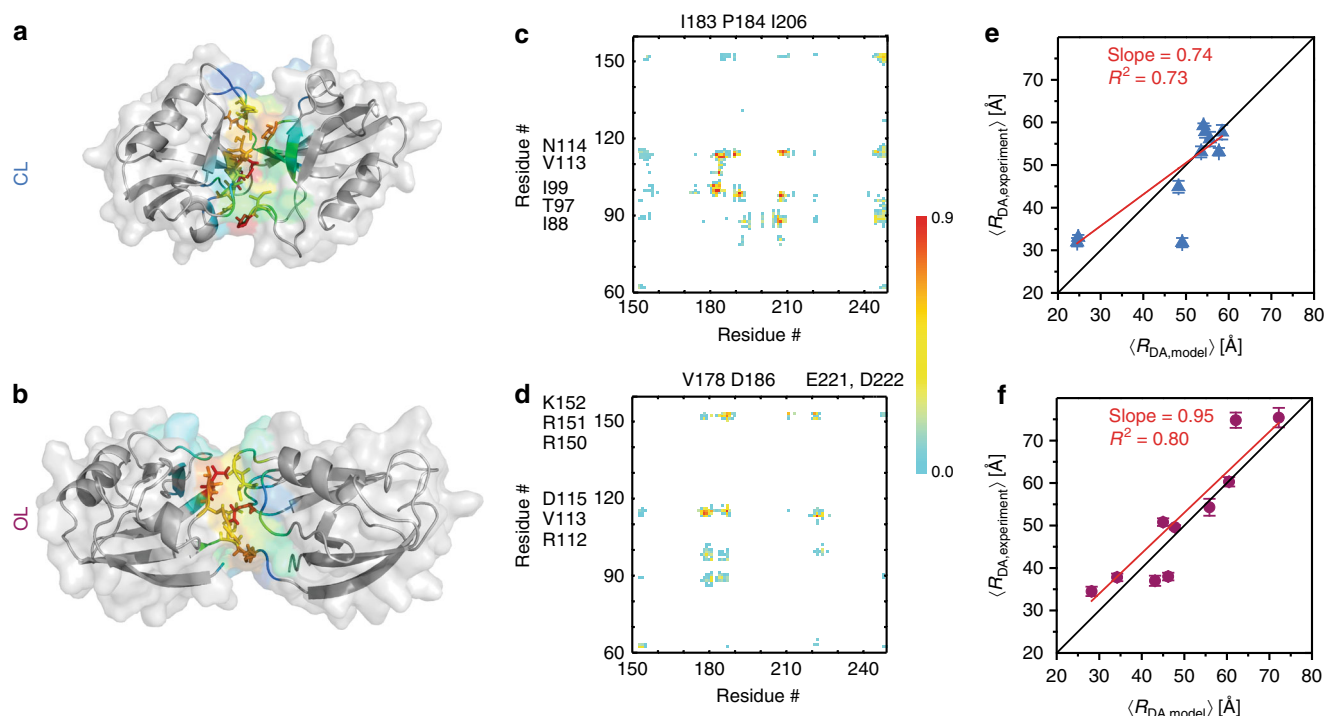 a
CL
b
OL
c
I183 P184 I206
N114
V113
I99
T97
I88
Residue #
150
120
90
60
150 180 210 240
Residue #
0.9
0.0
d
V178 D186 E221, D222
K152
R151
R150
D115
V113
R112
Residue #
150
120
90
60
150 180 210 240
Residue #
e
Slope = 0.74
R² = 0.73
⟨R_DA,experiment⟩ [Å]
70
60
50
40
30
20
20 30 40 50 60 70 80
⟨R_DA,model⟩ [Å]
f
Slope = 0.95
R² = 0.80
⟨R_DA,experiment⟩ [Å]
70
60
50
40
30
20
20 30 40 50 60 70 80
⟨R_DA,model⟩ [Å]